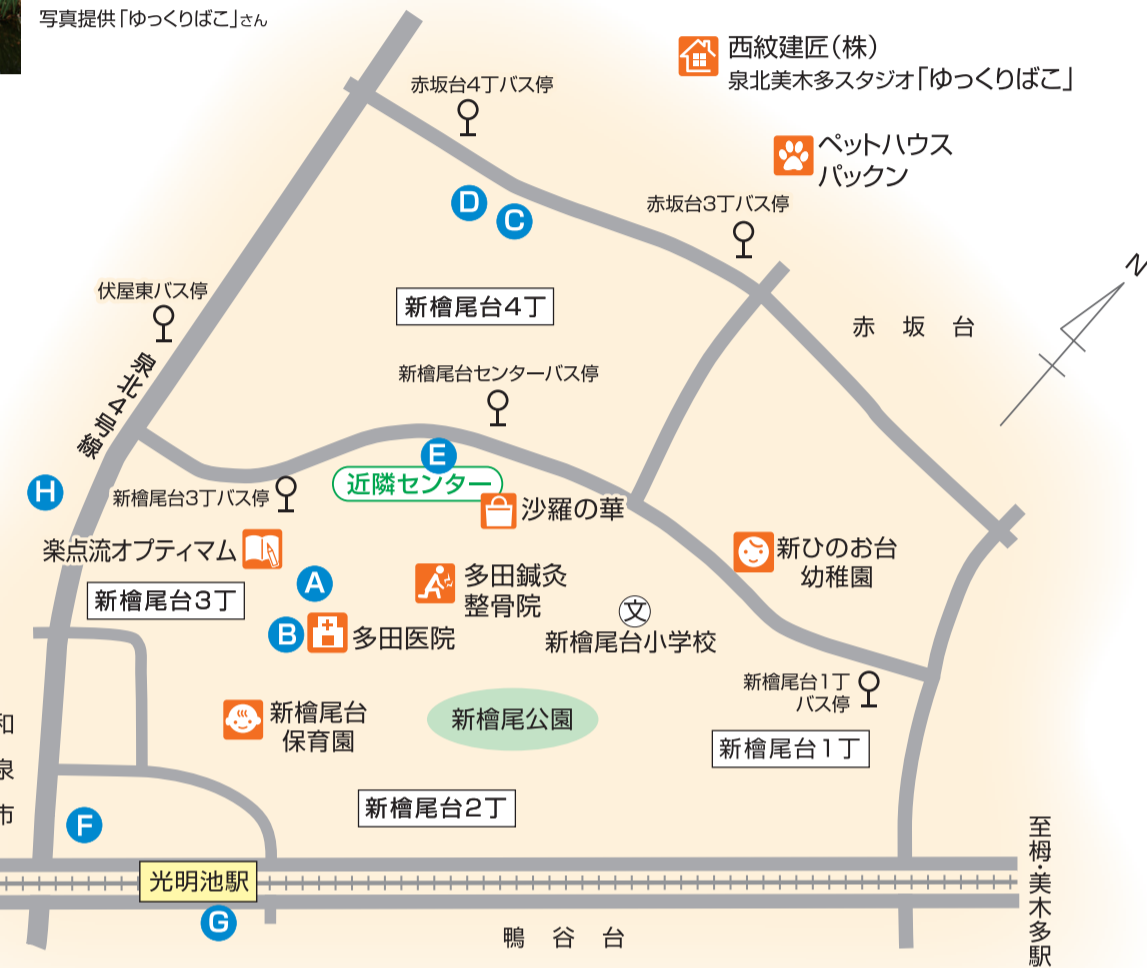 写真提供「ゆっくりばこ」さん
西紋建匠(株)
泉北美木多スタジオ「ゆっくりばこ」
赤坂台4丁バス停
ペットハウス
パックン
D
C
赤坂台3丁バス停
N
伏屋東バス停
新檜尾台4丁
赤坂台
泉北4号線
新檜尾台センターバス停
E
近隣センター
H
新檜尾台3丁バス停
沙羅の華
楽点流オプティマム
新ひのお台
幼稚園
A
多田鍼灸
整骨院
新檜尾台3丁
文
B
多田医院
新檜尾台小学校
新檜尾台1丁
バス停
新檜尾台
保育園
新檜尾公園
和泉市
新檜尾台1丁
新檜尾台2丁
F
至栂・美木多駅
光明池駅
G
鴨谷台